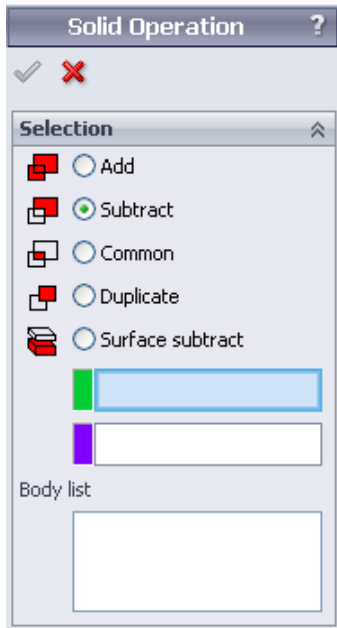 Solid Operation ?
Selection
Add
Subtract
Common
Duplicate
Surface subtract
Body list